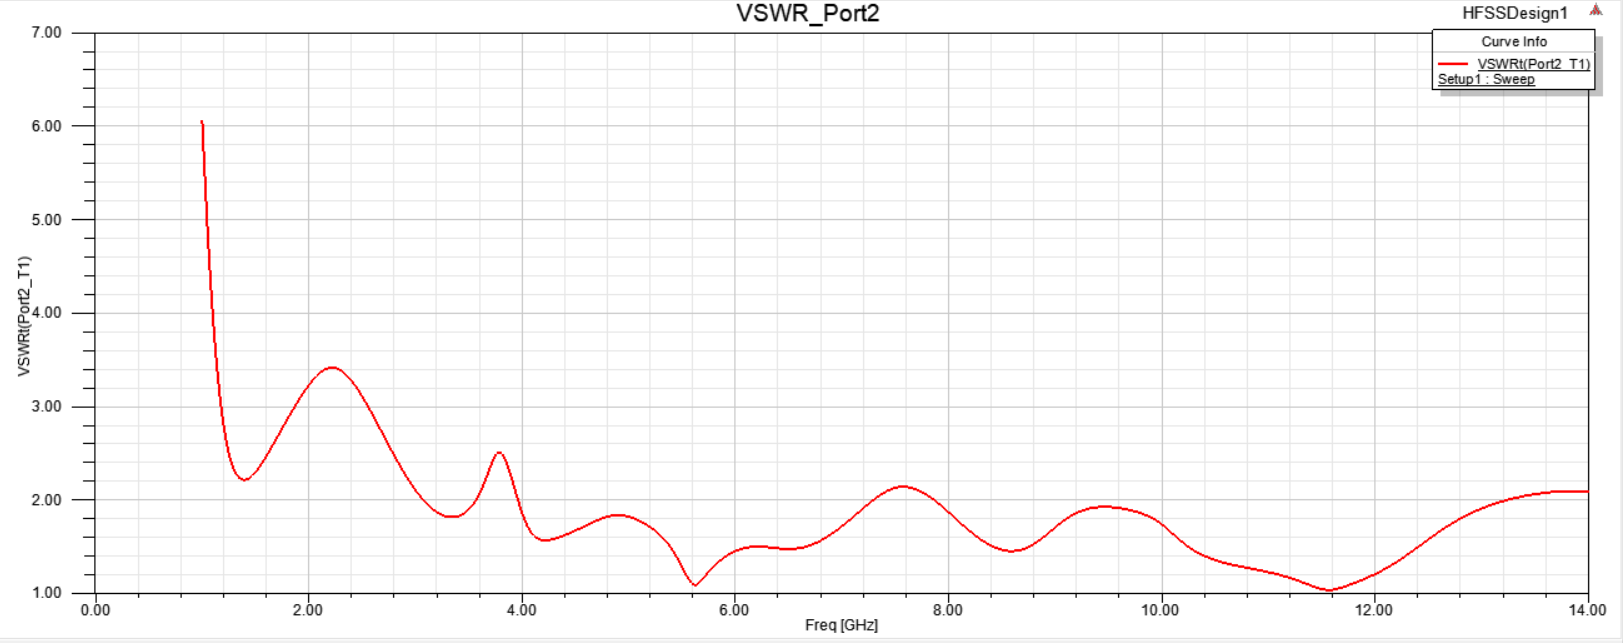 VSWR_Port2
HFSSDesign1
Curve Info
VSWRt(Port2_T1)
Setup1 : Sweep
7.00
6.00
5.00
4.00
3.00
2.00
1.00
VSWRt(Port2_T1)
0.00 2.00 4.00 6.00 8.00 10.00 12.00 14.00
Freq [GHz]